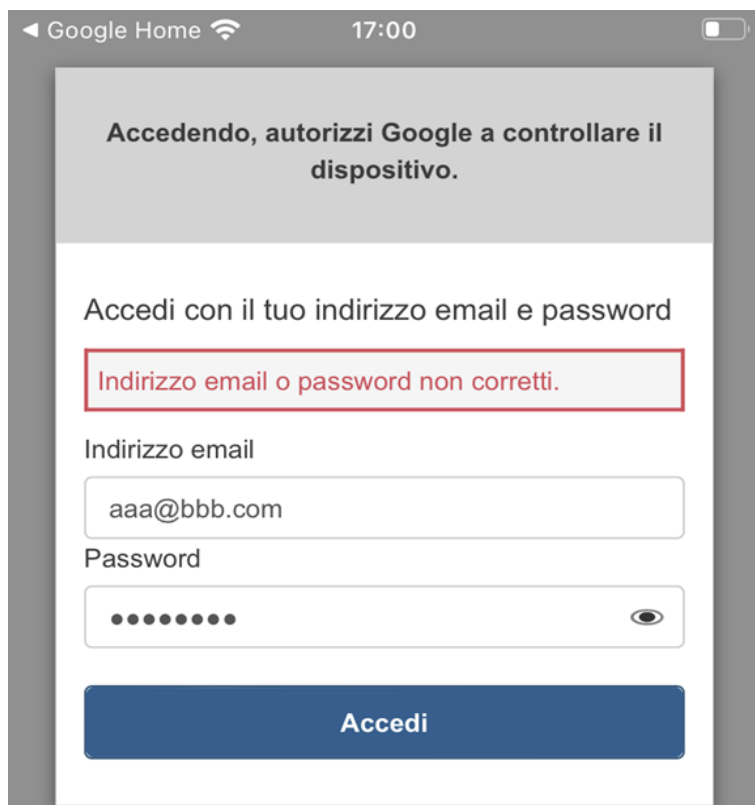 ◀ Google Home 17:00
Accedendo, autorizzi Google a controllare il
dispositivo.
Accedi con il tuo indirizzo email e password
Indirizzo email o password non corretti.
Indirizzo email
aaa@bbb.com
Password
••••••••
Accedi